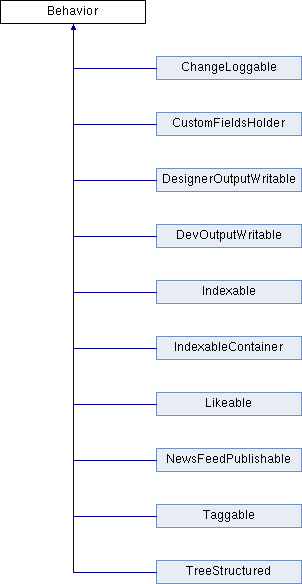 Behavior
ChangeLoggable
CustomFieldsHolder
DesignerOutputWritable
DevOutputWritable
Indexable
IndexableContainer
Likeable
NewsFeedPublishable
Taggable
TreeStructured